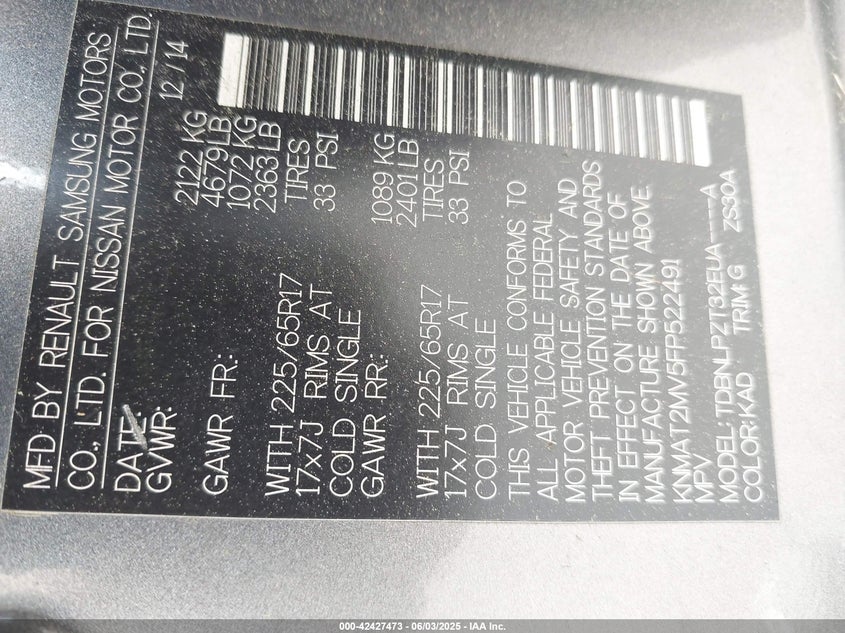 MFD BY RENAULT SAMSUNG MOTORS
CO., LTD. FOR NISSAN MOTOR CO., LTD.
DATE: 12/14
GVWR: 2122 KG
4679 LB
GAWR FR.: 1072 KG
2363 LB
WITH 225/65R17 TIRES
17x7J RIMS AT 33 PSI
COLD SINGLE
GAWR RR.: 1089 KG
2401 LB
WITH 225/65R17 TIRES
17x7J RIMS AT 33 PSI
COLD SINGLE
THIS VEHICLE CONFORMS TO
ALL APPLICABLE FEDERAL
MOTOR VEHICLE SAFETY AND
THEFT PREVENTION STANDARDS
IN EFFECT ON THE DATE OF
MANUFACTURE SHOWN ABOVE.
KNMAT2MV5FP522491
MPV
MODEL: TDBNLPZT32EUA----A
COLOR: KAD TRIM: G ZS30A
000-42427473 - 06/03/2025 - IAA Inc.